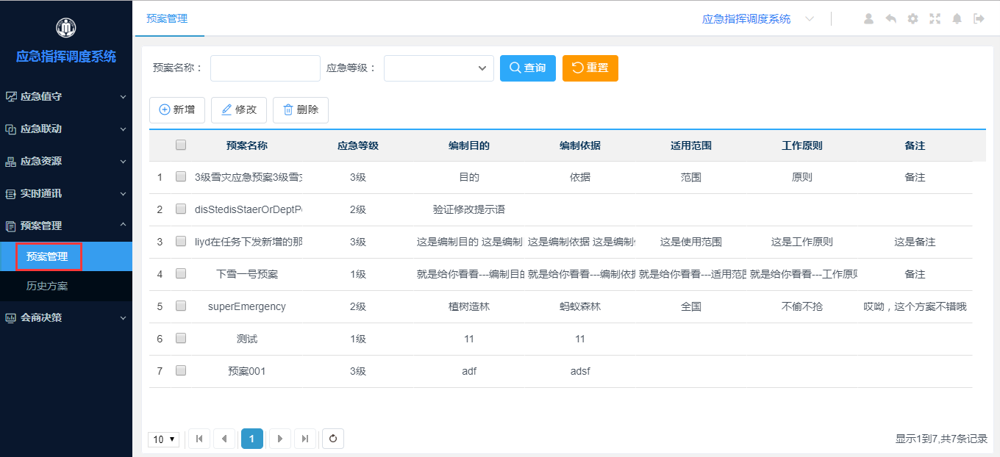 预案管理
应急指挥调度系统
应急指挥调度系统
应急值守
应急联动
应急资源
实时通讯
预案管理
预案管理
历史方案
会商决策
预案名称： 应急等级： 查询 重置
新增 修改 删除
预案名称 应急等级 编制目的 编制依据 适用范围 工作原则 备注
1 3级雪灾应急预案3级雪 3级 目的 依据 范围 原则 备注
2 disStedisStaerOrDeptP 2级 验证修改提示语
3 liyd在任务下发新增的那 3级 这是编制目的 这是编制 这是编制依据 这是编制 这是使用范围 这是工作原则 这是备注
4 下雪一号预案 1级 就是给你看看---编制目的 就是给你看看---编制依据 就是给你看看---适用范围 就是给你看看---工作原则 备注
5 superEmergency 2级 植树造林 蚂蚁森林 全国 不偷不抢 哎呦，这个方案不错哦
6 测试 1级 11 11
7 预案001 3级 adf adsf
10 1 显示1到7,共7条记录